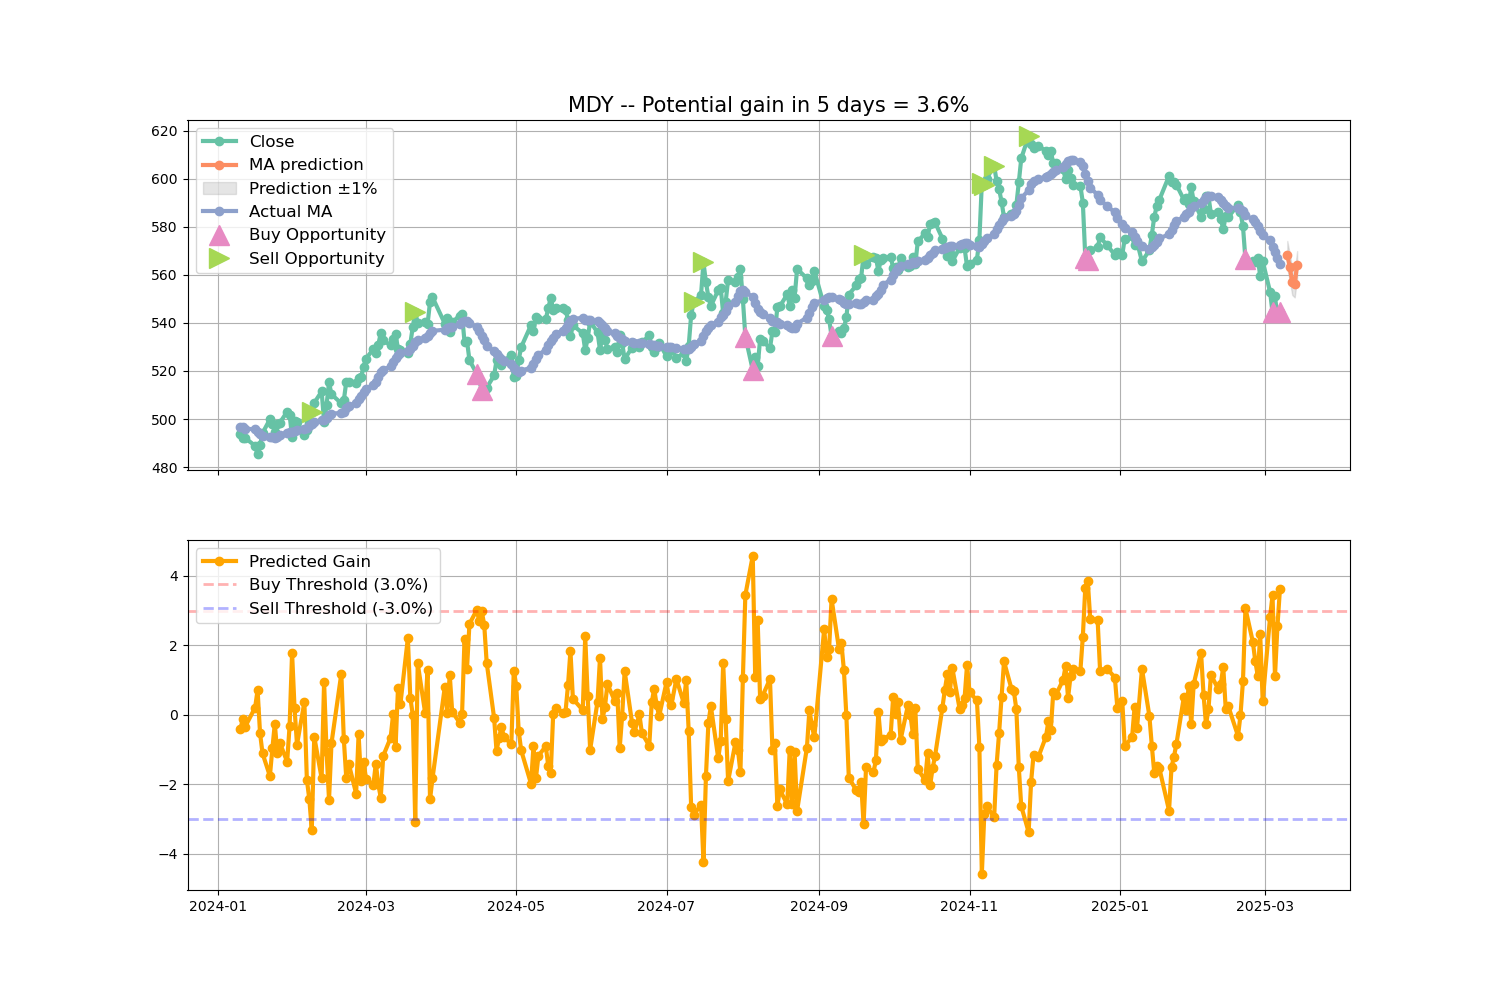 MDY -- Potential gain in 5 days = 3.6%
620
600
580
560
540
520
500
480
Close
MA prediction
Prediction ±1%
Actual MA
Buy Opportunity
Sell Opportunity
4
2
0
−2
−4
Predicted Gain
Buy Threshold (3.0%)
Sell Threshold (-3.0%)
2024-01
2024-03
2024-05
2024-07
2024-09
2024-11
2025-01
2025-03